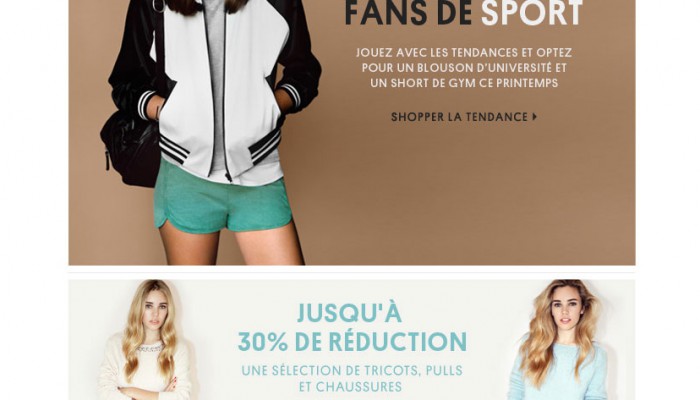 FANS DE SPORT
JOUEZ AVEC LES TENDANCES ET OPTEZ
POUR UN BLOUSON D'UNIVERSITÉ ET
UN SHORT DE GYM CE PRINTEMPS
SHOPPER LA TENDANCE
JUSQU'À
30% DE RÉDUCTION
UNE SÉLECTION DE TRICOTS, PULLS
ET CHAUSSURES